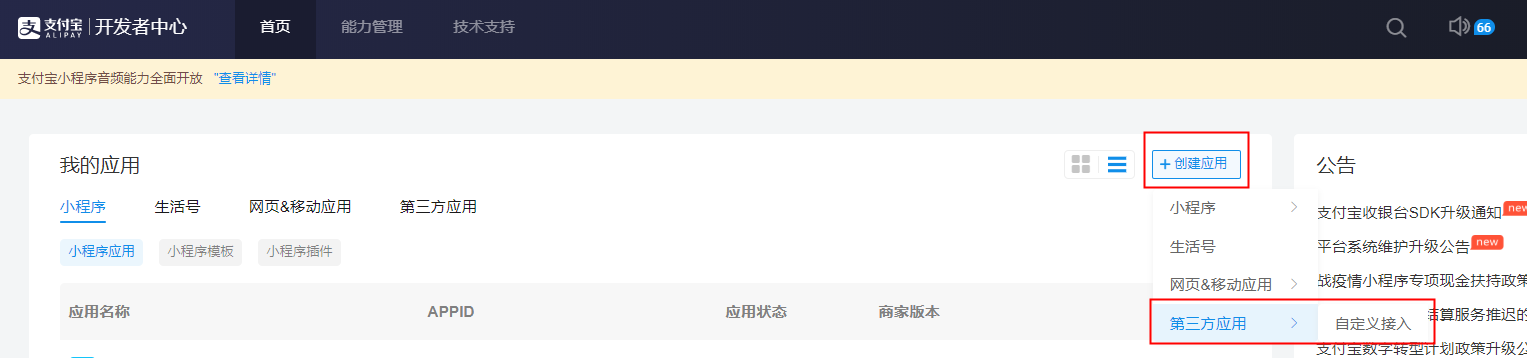 支付宝 ALIPAY 开发者中心 首页 能力管理 技术支持 66
支付宝小程序音频能力全面开放 "查看详情"
我的应用 + 创建应用 公告
小程序 生活号 网页&移动应用 第三方应用
小程序 >
支付宝收银台SDK升级通知 new
小程序应用 小程序模板 小程序插件
生活号
平台系统维护升级公告 new
网页&移动应用 >
战疫情小程序专项现金扶持政策
应用名称 APPID 应用状态 商家版本
第三方应用 > 自定义接入
结算服务推迟的
支付宝数字转型计划政策升级公